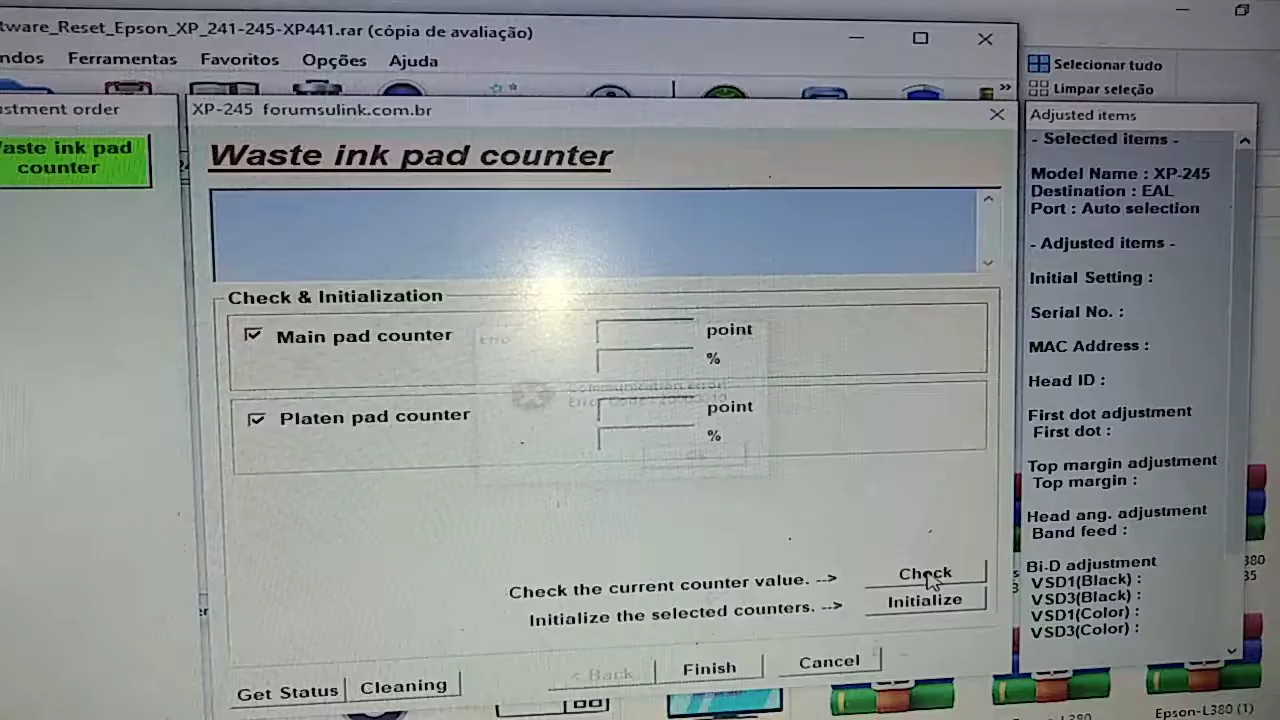 tware_Reset_Epson_XP_241-245-XP441.rar (cópia de avaliação)
ndos Ferramentas Favoritos Opções Ajuda
Selecionar tudo
Limpar seleção
stment order
aste ink pad
counter
XP-245 forumsulink.com.br
Waste ink pad counter
Check & Initialization
Main pad counter
point
%
Platen pad counter
point
%
Communication error!
Check the current counter value. -->
Check
Initialize the selected counters. -->
Initialize
< Back
Finish
Cancel
Get Status
Cleaning
Adjusted items
- Selected items -
Model Name : XP-245
Destination : EAL
Port : Auto selection
- Adjusted items -
Initial Setting :
Serial No. :
MAC Address :
Head ID :
First dot adjustment
First dot :
Top margin adjustment
Top margin :
Head ang. adjustment
Band feed :
Bi-D adjustment
VSD1(Black) :
VSD3(Black) :
VSD1(Color) :
VSD3(Color) :
380
35
Epson-L380 (1)